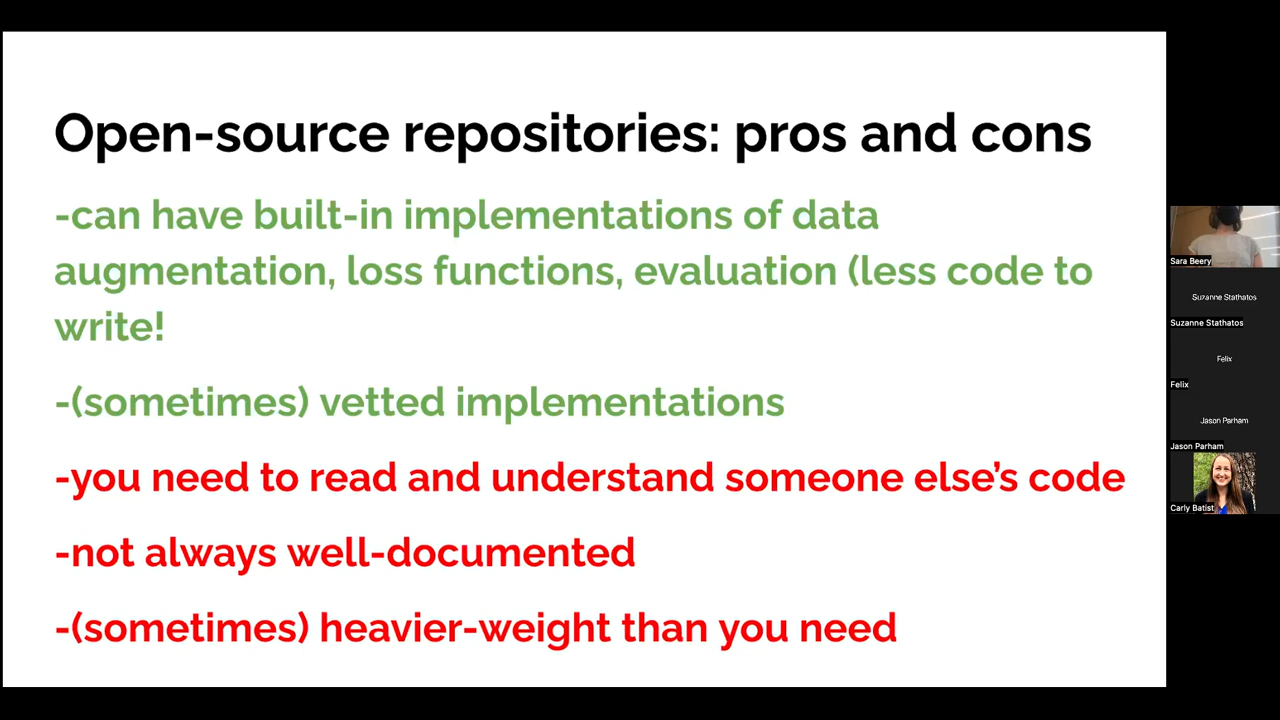 Open-source repositories: pros and cons
-can have built-in implementations of data
augmentation, loss functions, evaluation (less code to
write!
-(sometimes) vetted implementations
-you need to read and understand someone else’s code
-not always well-documented
-(sometimes) heavier-weight than you need
Sara Beery
Suzanne Stathatos
Suzanne Stathatos
Felix
Felix
Jason Parham
Jason Parham
Carly Batist